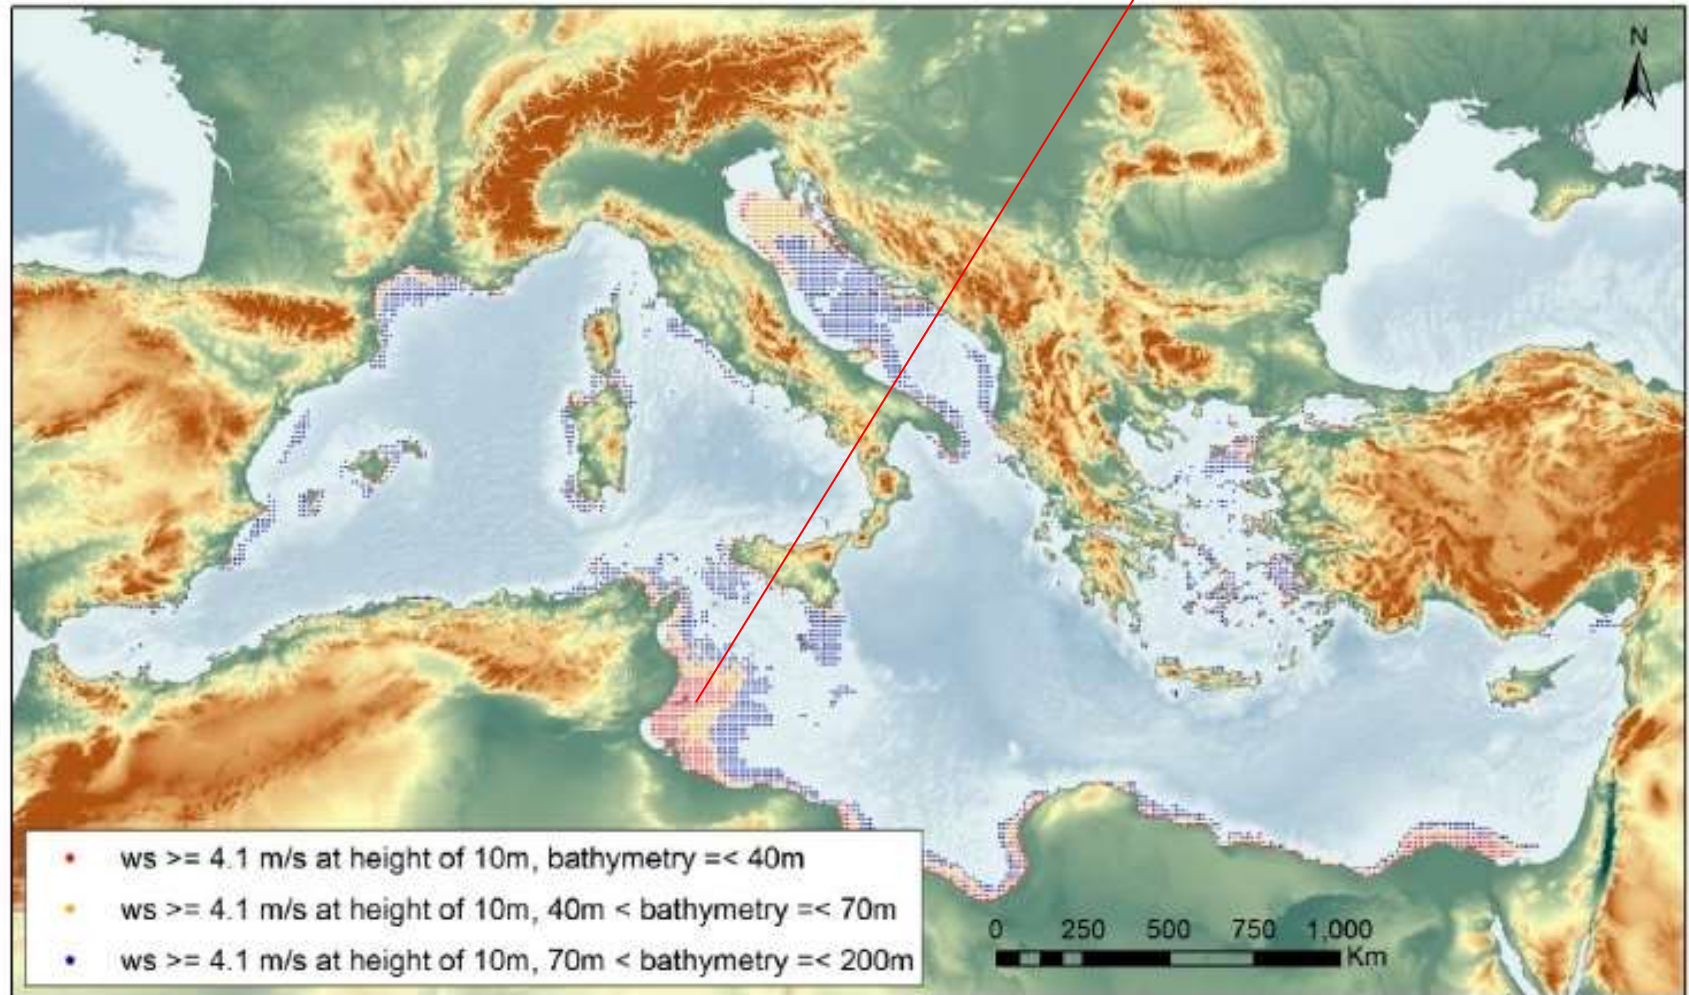 N
ws >= 4.1 m/s at height of 10m, bathymetry =< 40m
ws >= 4.1 m/s at height of 10m, 40m < bathymetry =< 70m
ws >= 4.1 m/s at height of 10m, 70m < bathymetry =< 200m
0 250 500 750 1,000
Km